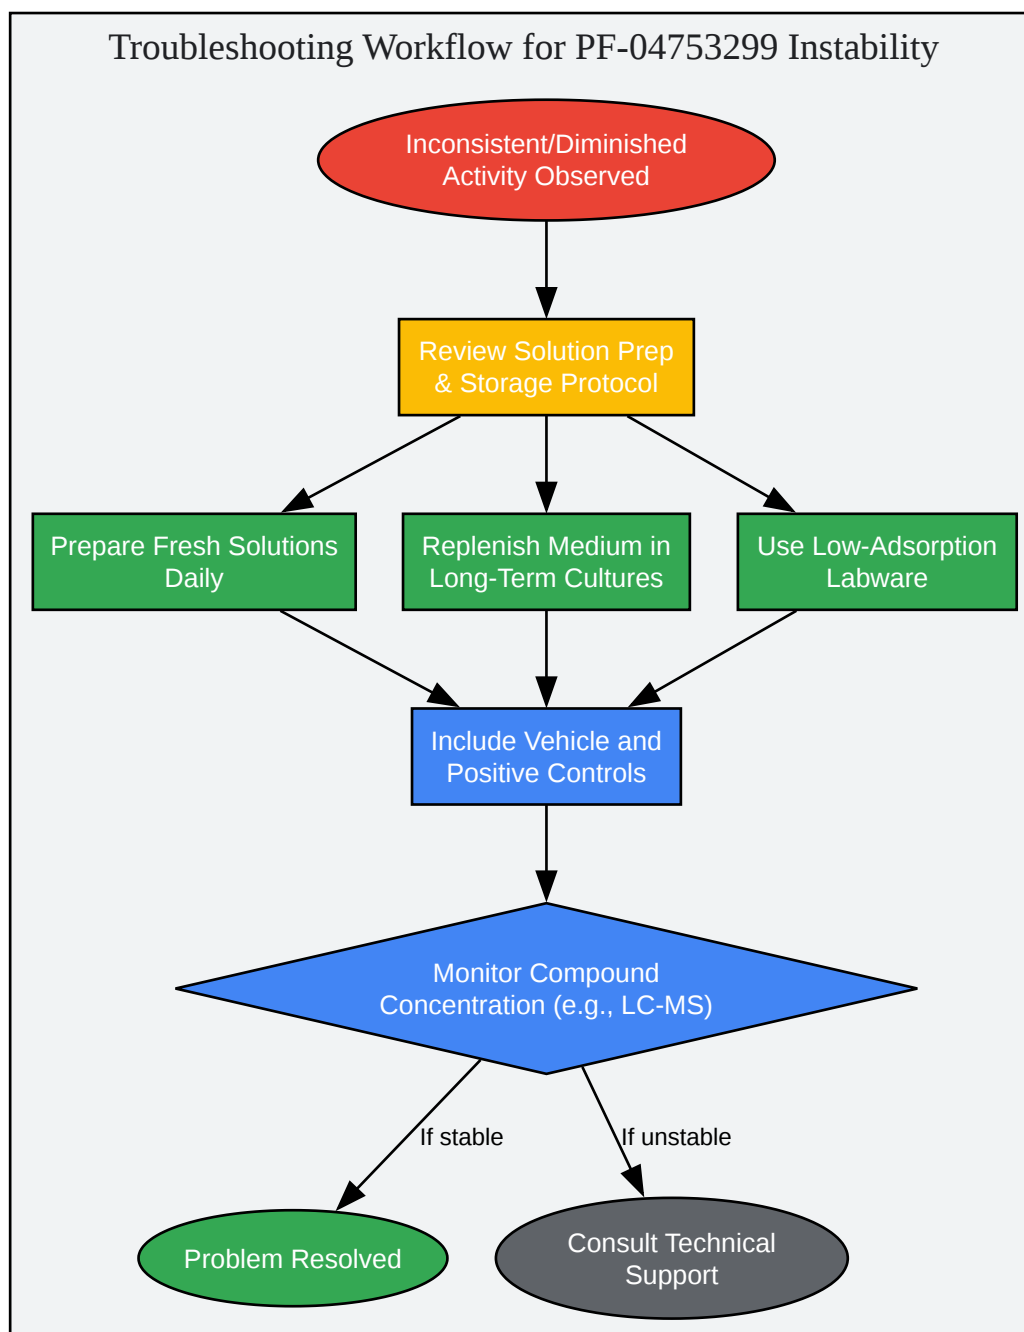 Troubleshooting Workflow for PF-04753299 Instability
Inconsistent/Diminished
Activity Observed
Review Solution Prep
& Storage Protocol
Prepare Fresh Solutions
Daily
Replenish Medium in
Long-Term Cultures
Use Low-Adsorption
Labware
Include Vehicle and
Positive Controls
Monitor Compound
Concentration (e.g., LC-MS)
If stable
If unstable
Problem Resolved
Consult Technical
Support